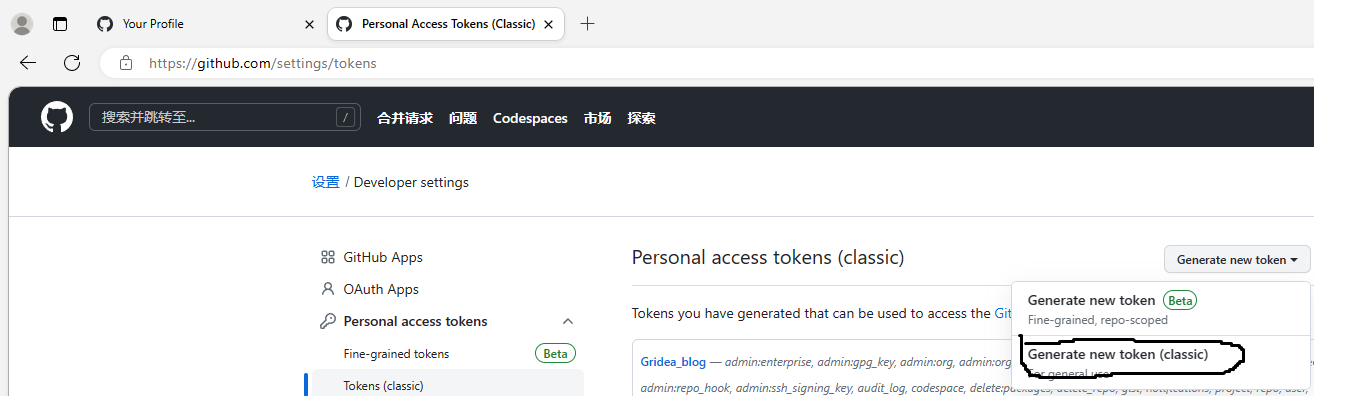 Your Profile
Personal Access Tokens (Classic)
https://github.com/settings/tokens
搜索并跳转至... /
合并请求 问题 Codespaces 市场 探索
设置 / Developer settings
GitHub Apps
OAuth Apps
Personal access tokens
Fine-grained tokens Beta
Tokens (classic)
Personal access tokens (classic)
Generate new token
Generate new token Beta
Fine-grained, repo-scoped
Generate new token (classic)
For general use
Tokens you have generated that can be used to access the Git
Gridea_blog — admin:enterprise, admin:gpg_key, admin:org, admin:org
admin:repo_hook, admin:ssh_signing_key, audit_log, codespace, delete:packages, delete_repo, gist, notifications, project, repo, user,